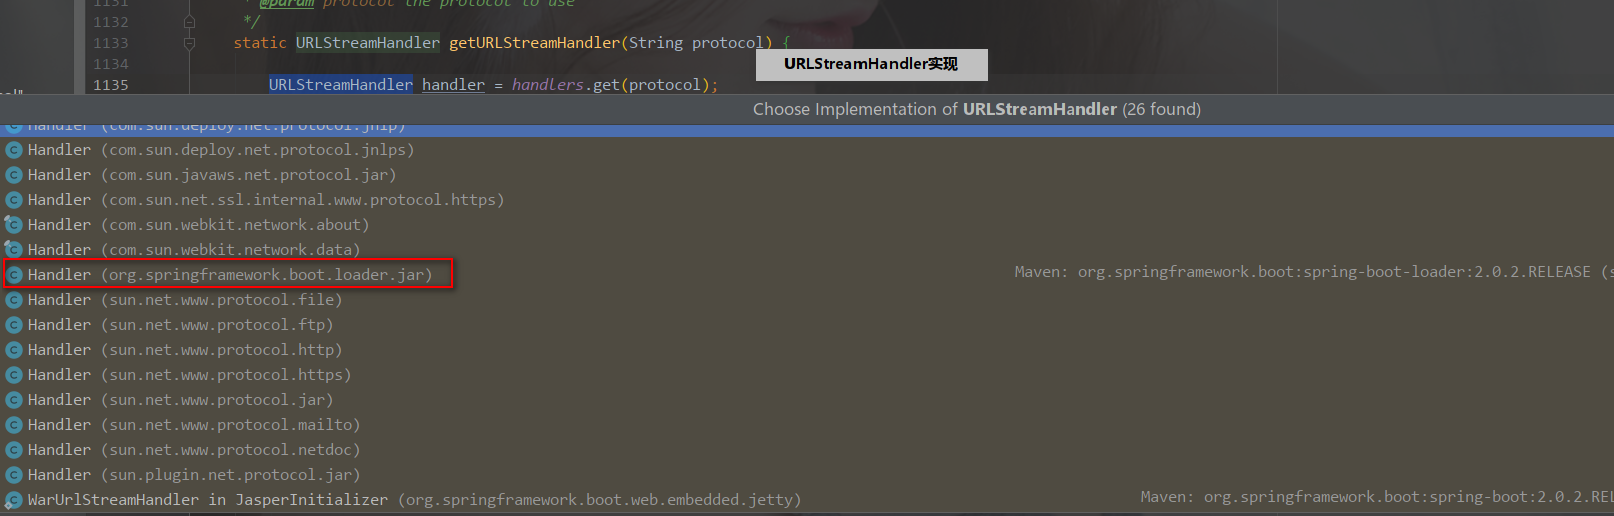 1131 * @param protocol the protocol to use
1132 */
1133 static URLStreamHandler getURLStreamHandler(String protocol) {
1134
URLStreamHandler实现
1135 URLStreamHandler handler = handlers.get(protocol);
Choose Implementation of URLStreamHandler (26 found)
Handler (com.sun.deploy.net.protocol.jnlp)
Handler (com.sun.deploy.net.protocol.jnlps)
Handler (com.sun.javaws.net.protocol.jar)
Handler (com.sun.net.ssl.internal.www.protocol.https)
Handler (com.sun.webkit.network.about)
Handler (com.sun.webkit.network.data)
Handler (org.springframework.boot.loader.jar) Maven: org.springframework.boot:spring-boot-loader:2.0.2.RELEASE (s
Handler (sun.net.www.protocol.file)
Handler (sun.net.www.protocol.ftp)
Handler (sun.net.www.protocol.http)
Handler (sun.net.www.protocol.https)
Handler (sun.net.www.protocol.jar)
Handler (sun.net.www.protocol.mailto)
Handler (sun.net.www.protocol.netdoc)
Handler (sun.plugin.net.protocol.jar)
WarUrlStreamHandler in JasperInitializer (org.springframework.boot.web.embedded.jetty) Maven: org.springframework.boot:spring-boot:2.0.2.REL